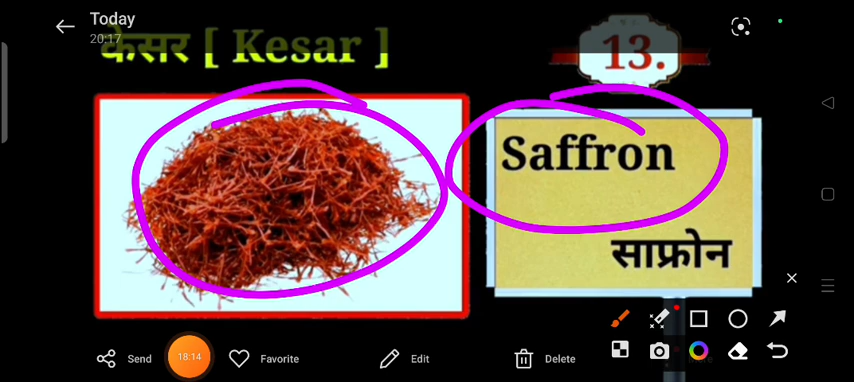 Today
20:17
केसर [ Kesar ]
13.
Saffron
साफ्रोन
Send
18:14
Favorite
Edit
Delete